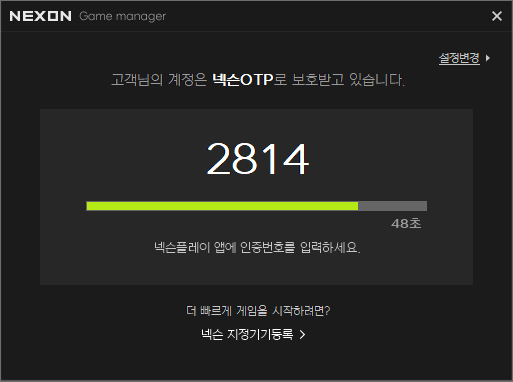 NEXON Game manager
설정변경
고객님의 계정은 넥슨OTP로 보호받고 있습니다.
2814
48초
넥슨플레이 앱에 인증번호를 입력하세요.
더 빠르게 게임을 시작하려면?
넥슨 지정기기등록 >